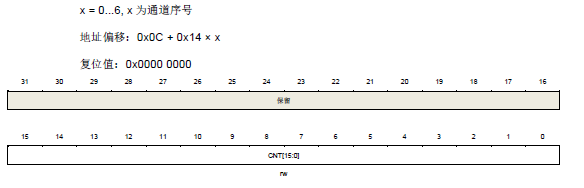 x = 0...6, x 为通道序号
地址偏移：0x0C + 0x14 × x
复位值：0x0000 0000
31 30 29 28 27 26 25 24 23 22 21 20 19 18 17 16
保留
15 14 13 12 11 10 9 8 7 6 5 4 3 2 1 0
CNT[15:0]
rw